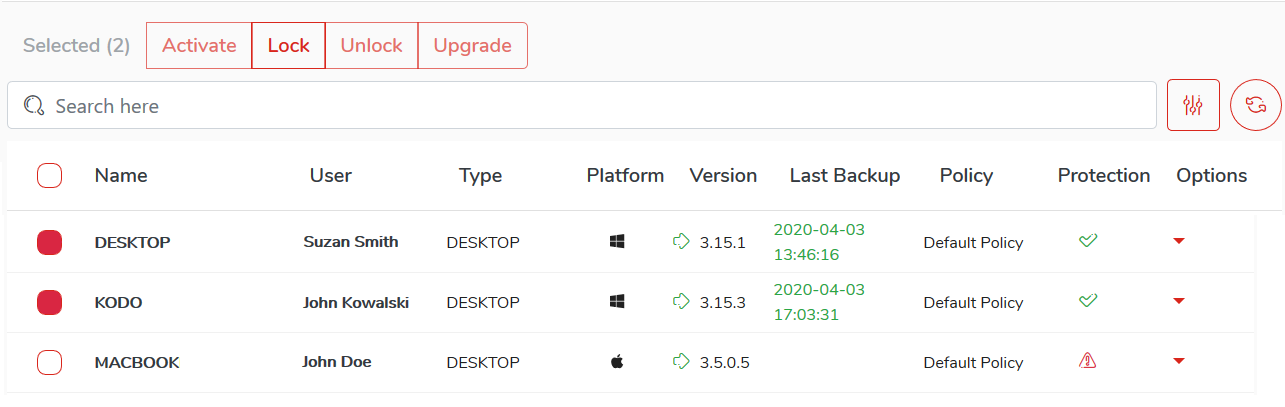 Selected (2) Activate Lock Unlock Upgrade
Search here
Name User Type Platform Version Last Backup Policy Protection Options
DESKTOP Suzan Smith DESKTOP 3.15.1 2020-04-03 Default Policy
13:46:16
KODO John Kowalski DESKTOP 3.15.3 2020-04-03 Default Policy
17:03:31
MACBOOK John Doe DESKTOP 3.5.0.5 Default Policy